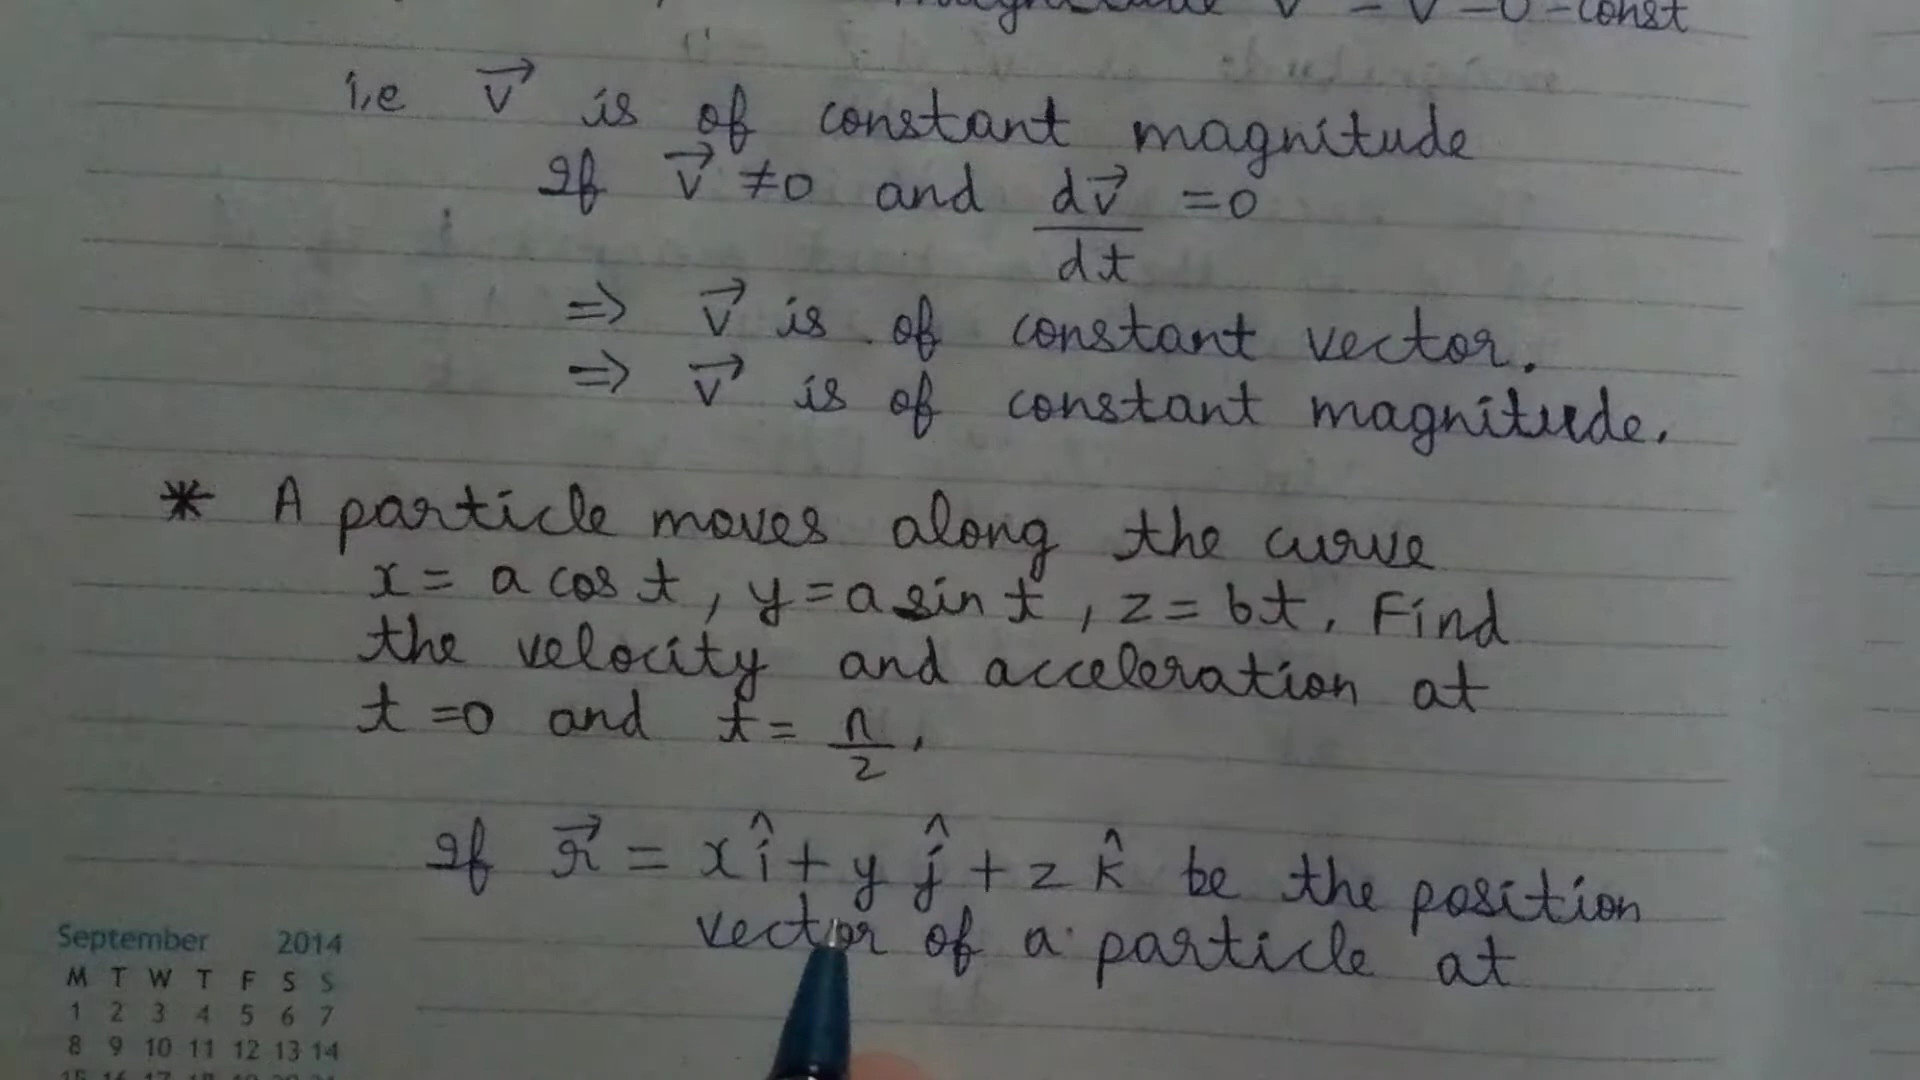 magnitude V = V = 0 - const
i,e v⃗ is of constant magnitude
If v⃗ ≠0 and dv⃗/dt =0
=> v⃗ is of constant vector.
=> v⃗ is of constant magnitude.
* A particle moves along the curve
x = a cos t, y = a sin t, z = bt. Find
the velocity and acceleration at
t =0 and t = π/2.
If r⃗ = x î + y ĵ + z k̂ be the position
vector of a particle at
September 2014
M T W T F S S
1 2 3 4 5 6 7
8 9 10 11 12 13 14